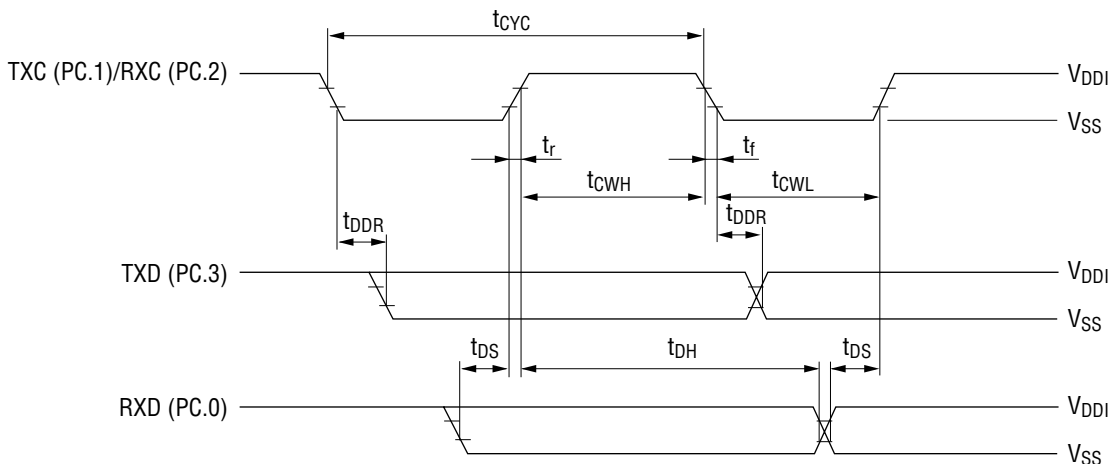 tCYC
TXC (PC.1)/RXC (PC.2)
VDDI
VSS
tr
tf
tCWH
tCWL
tDDR
tDDR
TXD (PC.3)
VDDI
VSS
tDS
tDH
tDS
RXD (PC.0)
VDDI
VSS